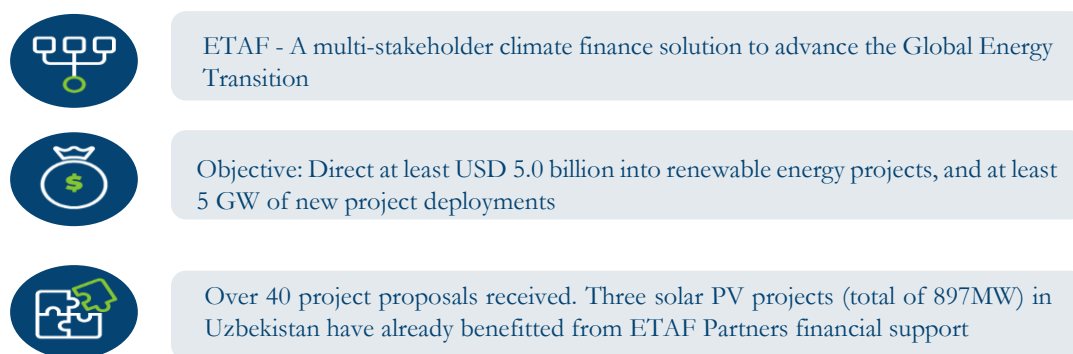 ETAF - A multi-stakeholder climate finance solution to advance the Global Energy
Transition
$
Objective: Direct at least USD 5.0 billion into renewable energy projects, and at least
5 GW of new project deployments
Over 40 project proposals received. Three solar PV projects (total of 897MW) in
Uzbekistan have already benefitted from ETAF Partners financial support